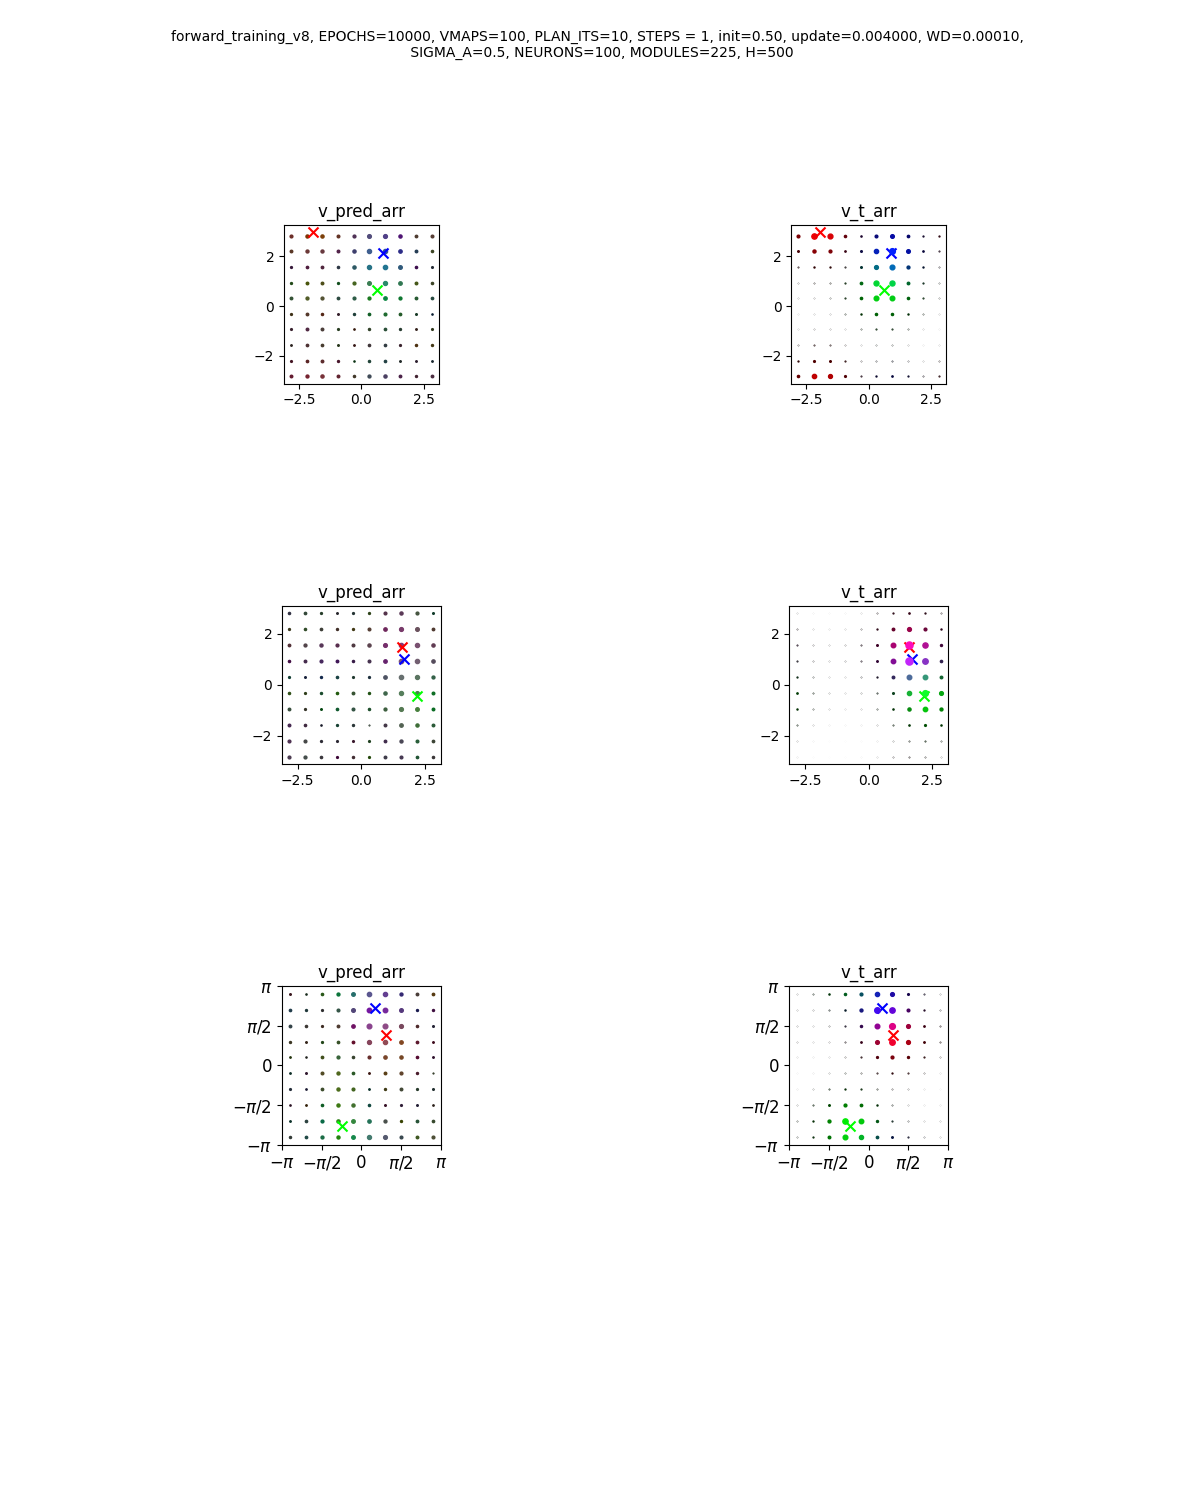 forward_training_v8, EPOCHS=10000, VMAPS=100, PLAN_ITS=10, STEPS = 1, init=0.50, update=0.004000, WD=0.00010,
SIGMA_A=0.5, NEURONS=100, MODULES=225, H=500
v_pred_arr
2
0
−2
−2.5 0.0 2.5
v_t_arr
2
0
−2
−2.5 0.0 2.5
v_pred_arr
2
0
−2
−2.5 0.0 2.5
v_t_arr
2
0
−2
−2.5 0.0 2.5
v_pred_arr
π
π/2
0
−π/2
−π
−π −π/2 0 π/2 π
v_t_arr
π
π/2
0
−π/2
−π
−π −π/2 0 π/2 π